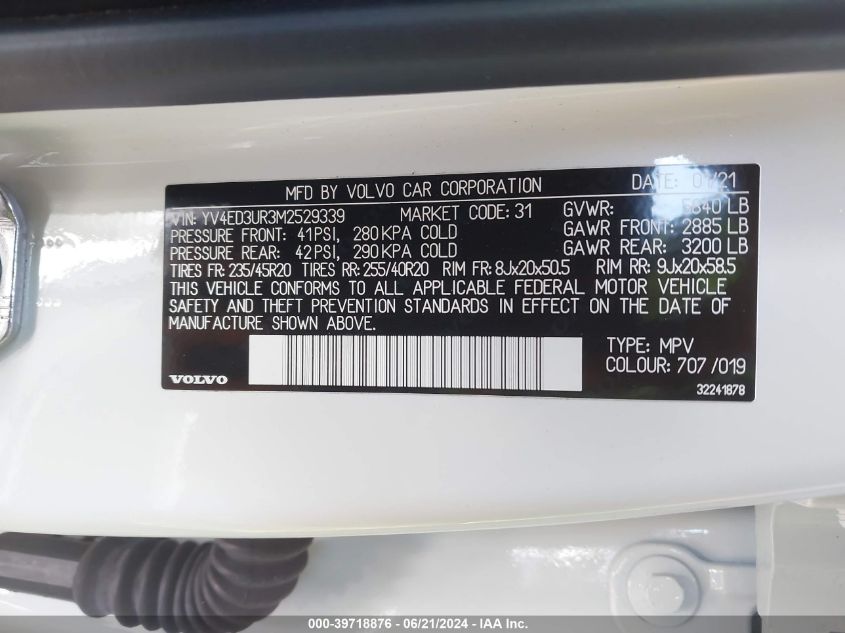 MFD BY VOLVO CAR CORPORATION DATE: 01/21
VIN: YV4ED3UR3M2529339 MARKET CODE: 31 GVWR: 5840 LB
PRESSURE FRONT: 41PSI, 280KPA COLD GAWR FRONT: 2885 LB
PRESSURE REAR: 42PSI, 290KPA COLD GAWR REAR: 3200 LB
TIRES FR: 235/45R20 TIRES RR: 255/40R20 RIM FR: 8Jx20x50.5 RIM RR: 9Jx20x58.5
THIS VEHICLE CONFORMS TO ALL APPLICABLE FEDERAL MOTOR VEHICLE
SAFETY AND THEFT PREVENTION STANDARDS IN EFFECT ON THE DATE OF
MANUFACTURE SHOWN ABOVE.
TYPE: MPV
COLOUR: 707 /019
VOLVO
32241878
000-39718876 - 06/21/2024 - IAAI, Inc.